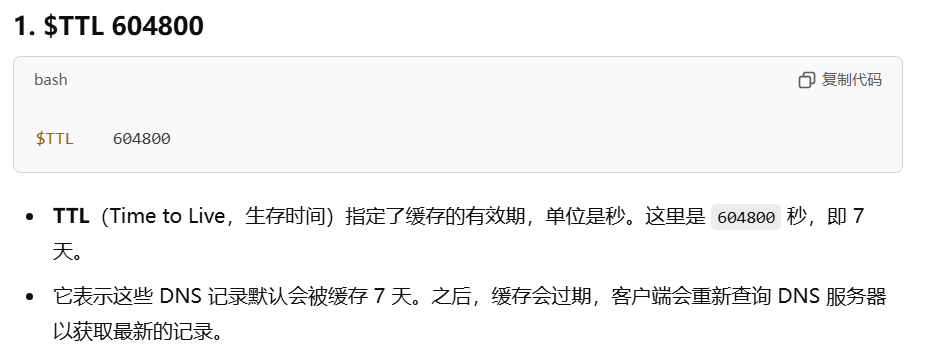 1. $TTL 604800
bash 复制代码
$TTL    604800
• TTL（Time to Live，生存时间）指定了缓存的有效期，单位是秒。这里是 604800 秒，即 7
天。
• 它表示这些 DNS 记录默认会被缓存 7 天。之后，缓存会过期，客户端会重新查询 DNS 服务器
以获取最新的记录。